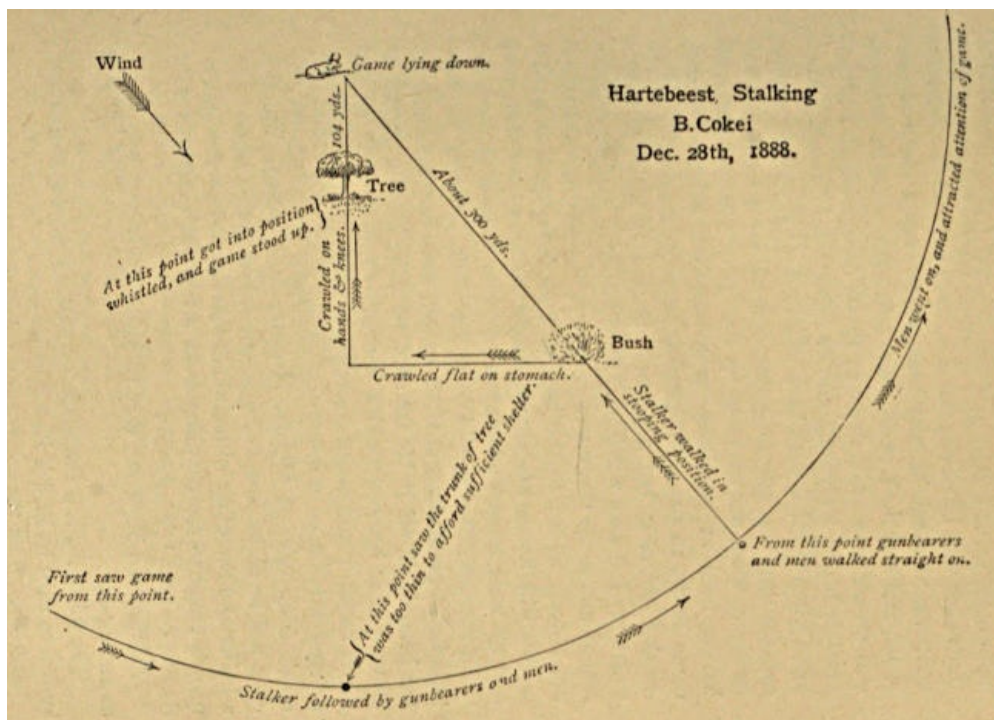 Wind
Game lying down.
Hartebeest Stalking
B. Cokei
Dec. 28th, 1888.
104 yds.
Tree
About 300 yds.
At this point got into position
whistled, and game stood up.
Crawled on
hands & knees.
Bush
Crawled flat on stomach.
Stalker walked in
stooping position.
Men went on, and attracted attention of game.
At this point saw the trunk of tree
was too thin to afford sufficient shelter.
From this point gunbearers
and men walked straight on.
First saw game
from this point.
Stalker followed by gunbearers and men.